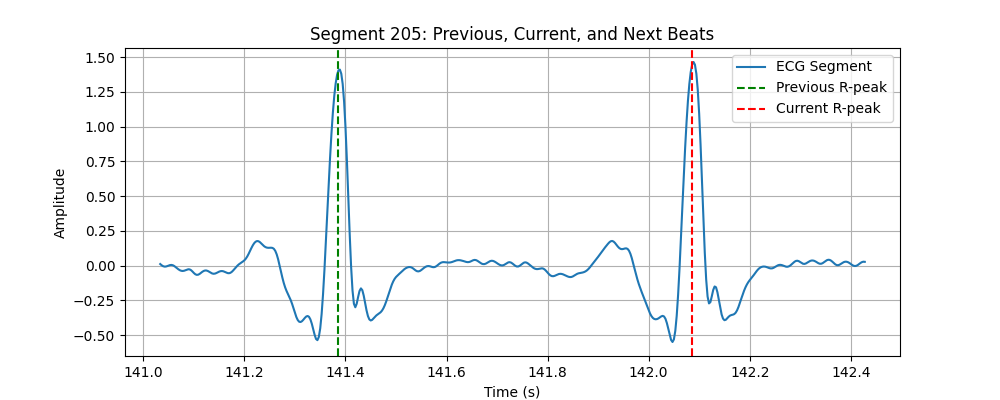 Segment 205: Previous, Current, and Next Beats
ECG Segment
Previous R-peak
Current R-peak
Amplitude
1.50
1.25
1.00
0.75
0.50
0.25
0.00
−0.25
−0.50
141.0 141.2 141.4 141.6 141.8 142.0 142.2 142.4
Time (s)